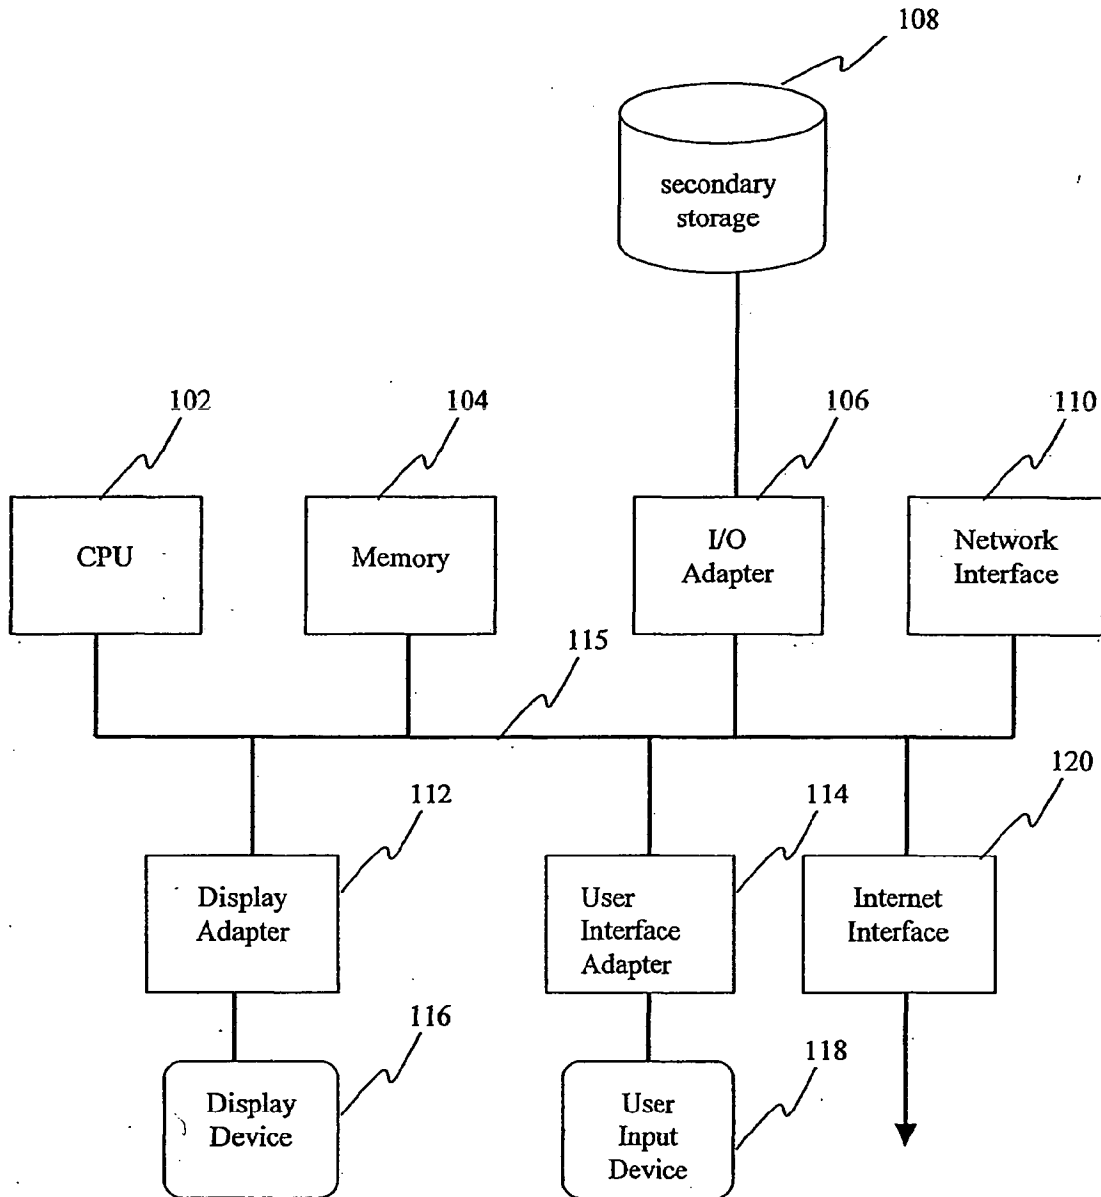 108
secondary
storage
102
104
106
110
CPU
Memory
I/O
Adapter
Network
Interface
115
112
114
120
Display
Adapter
User
Interface
Adapter
Internet
Interface
116
118
Display
Device
User
Input
Device